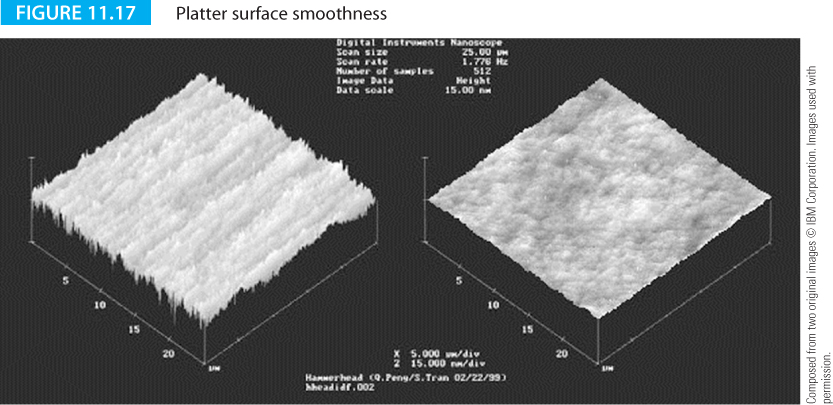 FIGURE 11.17 Platter surface smoothness
Digital Instruments Nanoscope
Scan size 25.00 µm
Scan rate 1.776 Hz
Number of samples 512
Image Data Height
Data scale 15.00 nm
5
10
15
20
µm
5
10
15
20
µm
X 5.000 µm/div
Z 15.000 nm/div
Hammerhead (Q.Peng/S.Tran 02/22/99)
hheadidf.002
Composed from two original images © IBM Corporation. Images used with
permission.